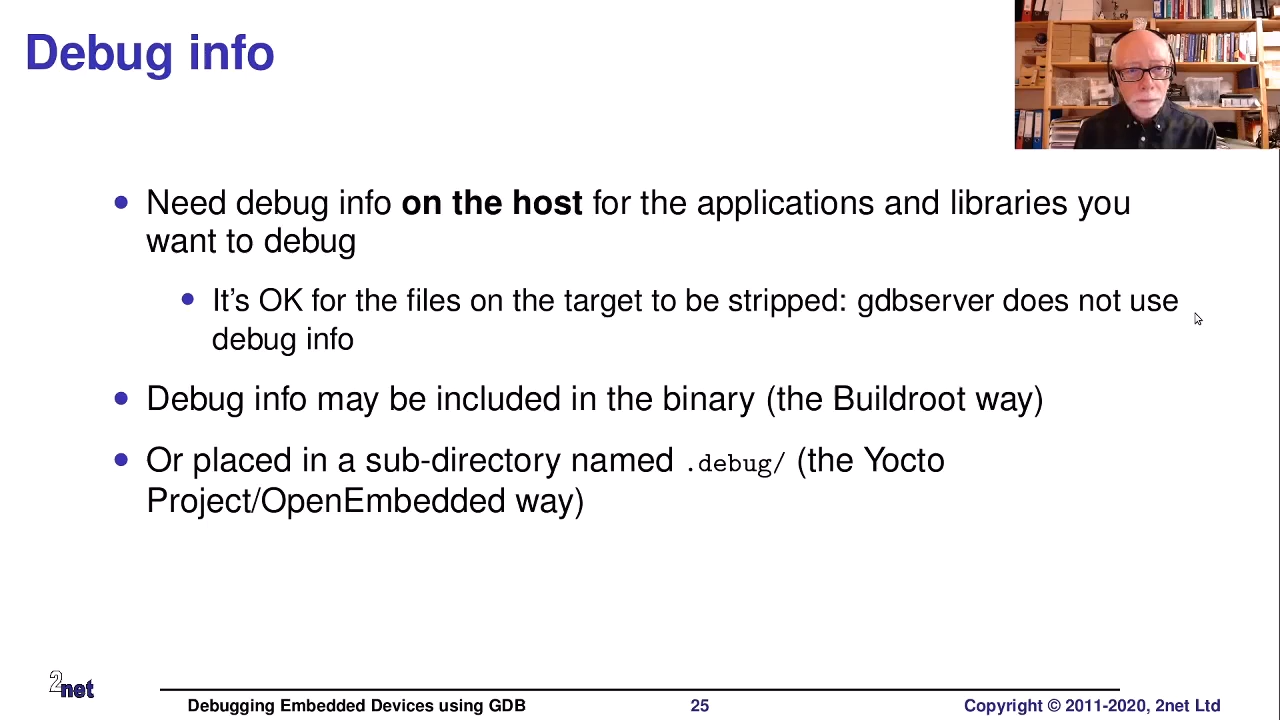 Debug info
• Need debug info on the host for the applications and libraries you
want to debug
• It's OK for the files on the target to be stripped: gdbserver does not use
debug info
• Debug info may be included in the binary (the Buildroot way)
• Or placed in a sub-directory named .debug/ (the Yocto
Project/OpenEmbedded way)
2net
Debugging Embedded Devices using GDB 25 Copyright © 2011-2020, 2net Ltd